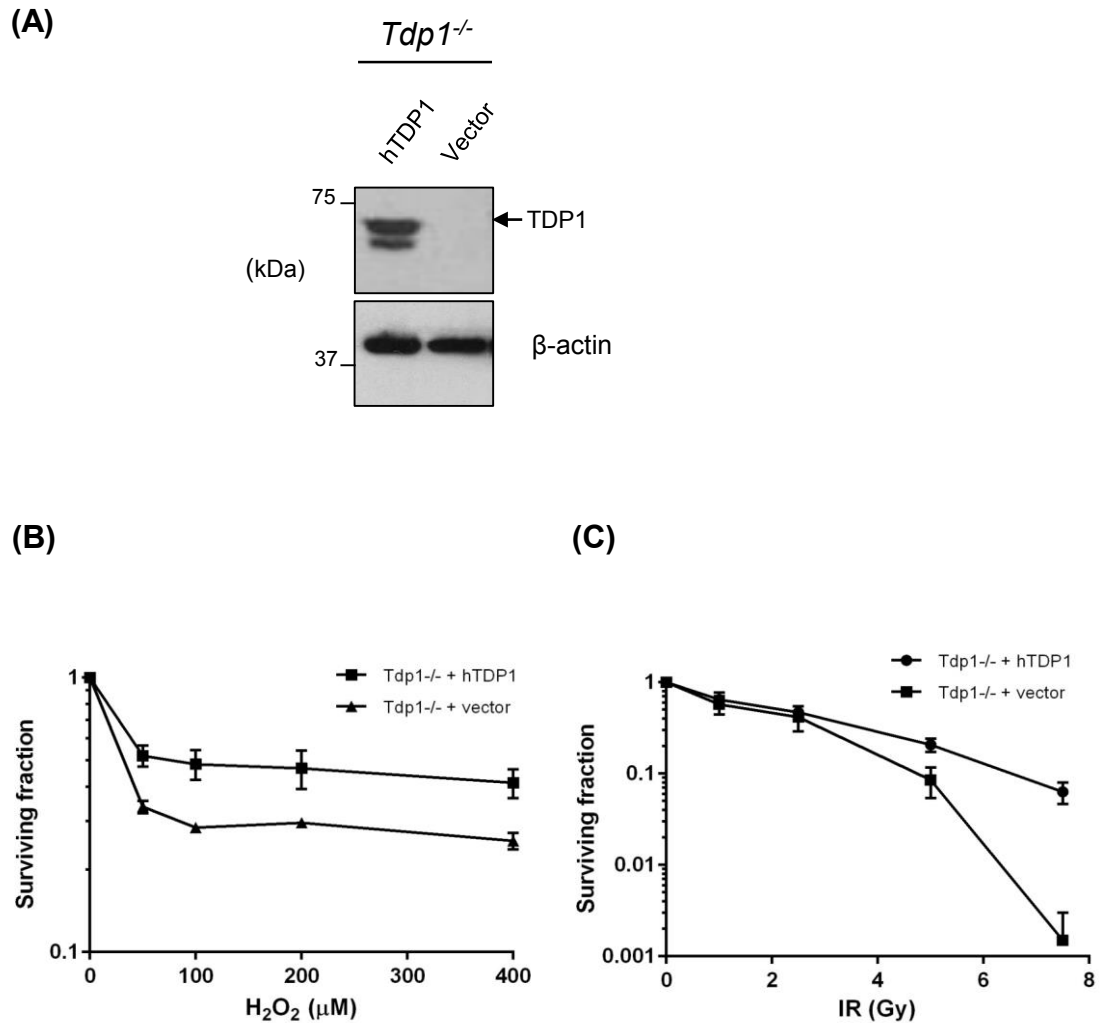 (A)
Tdp1-/-
hTDP1 Vector
75
TDP1
(kDa)
37
β-actin
(B)
Tdp1-/- + hTDP1
Tdp1-/- + vector
1
0.1
Surviving fraction
0 100 200 300 400
H2O2 (μM)
(C)
Tdp1-/- + hTDP1
Tdp1-/- + vector
1
0.1
0.01
0.001
Surviving fraction
0 2 4 6 8
IR (Gy)